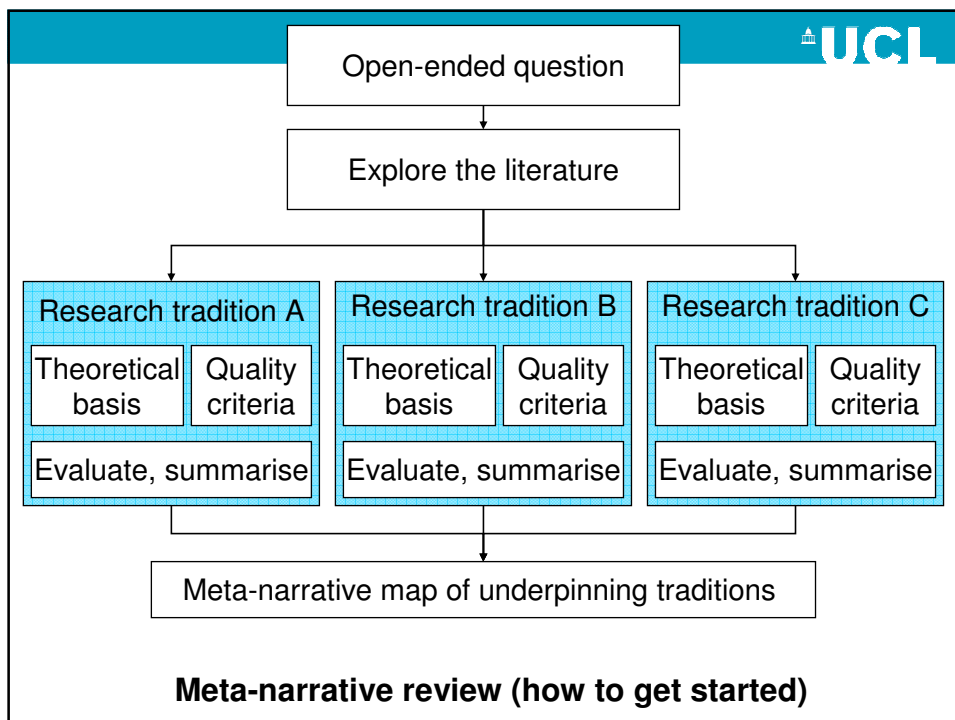 UCL
Open-ended question
Explore the literature
Research tradition A
Theoretical
basis
Quality
criteria
Evaluate, summarise
Research tradition B
Theoretical
basis
Quality
criteria
Evaluate, summarise
Research tradition C
Theoretical
basis
Quality
criteria
Evaluate, summarise
Meta-narrative map of underpinning traditions
Meta-narrative review (how to get started)